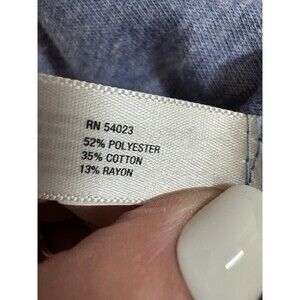 RN 54023
52% POLYESTER
35% COTTON
13% RAYON